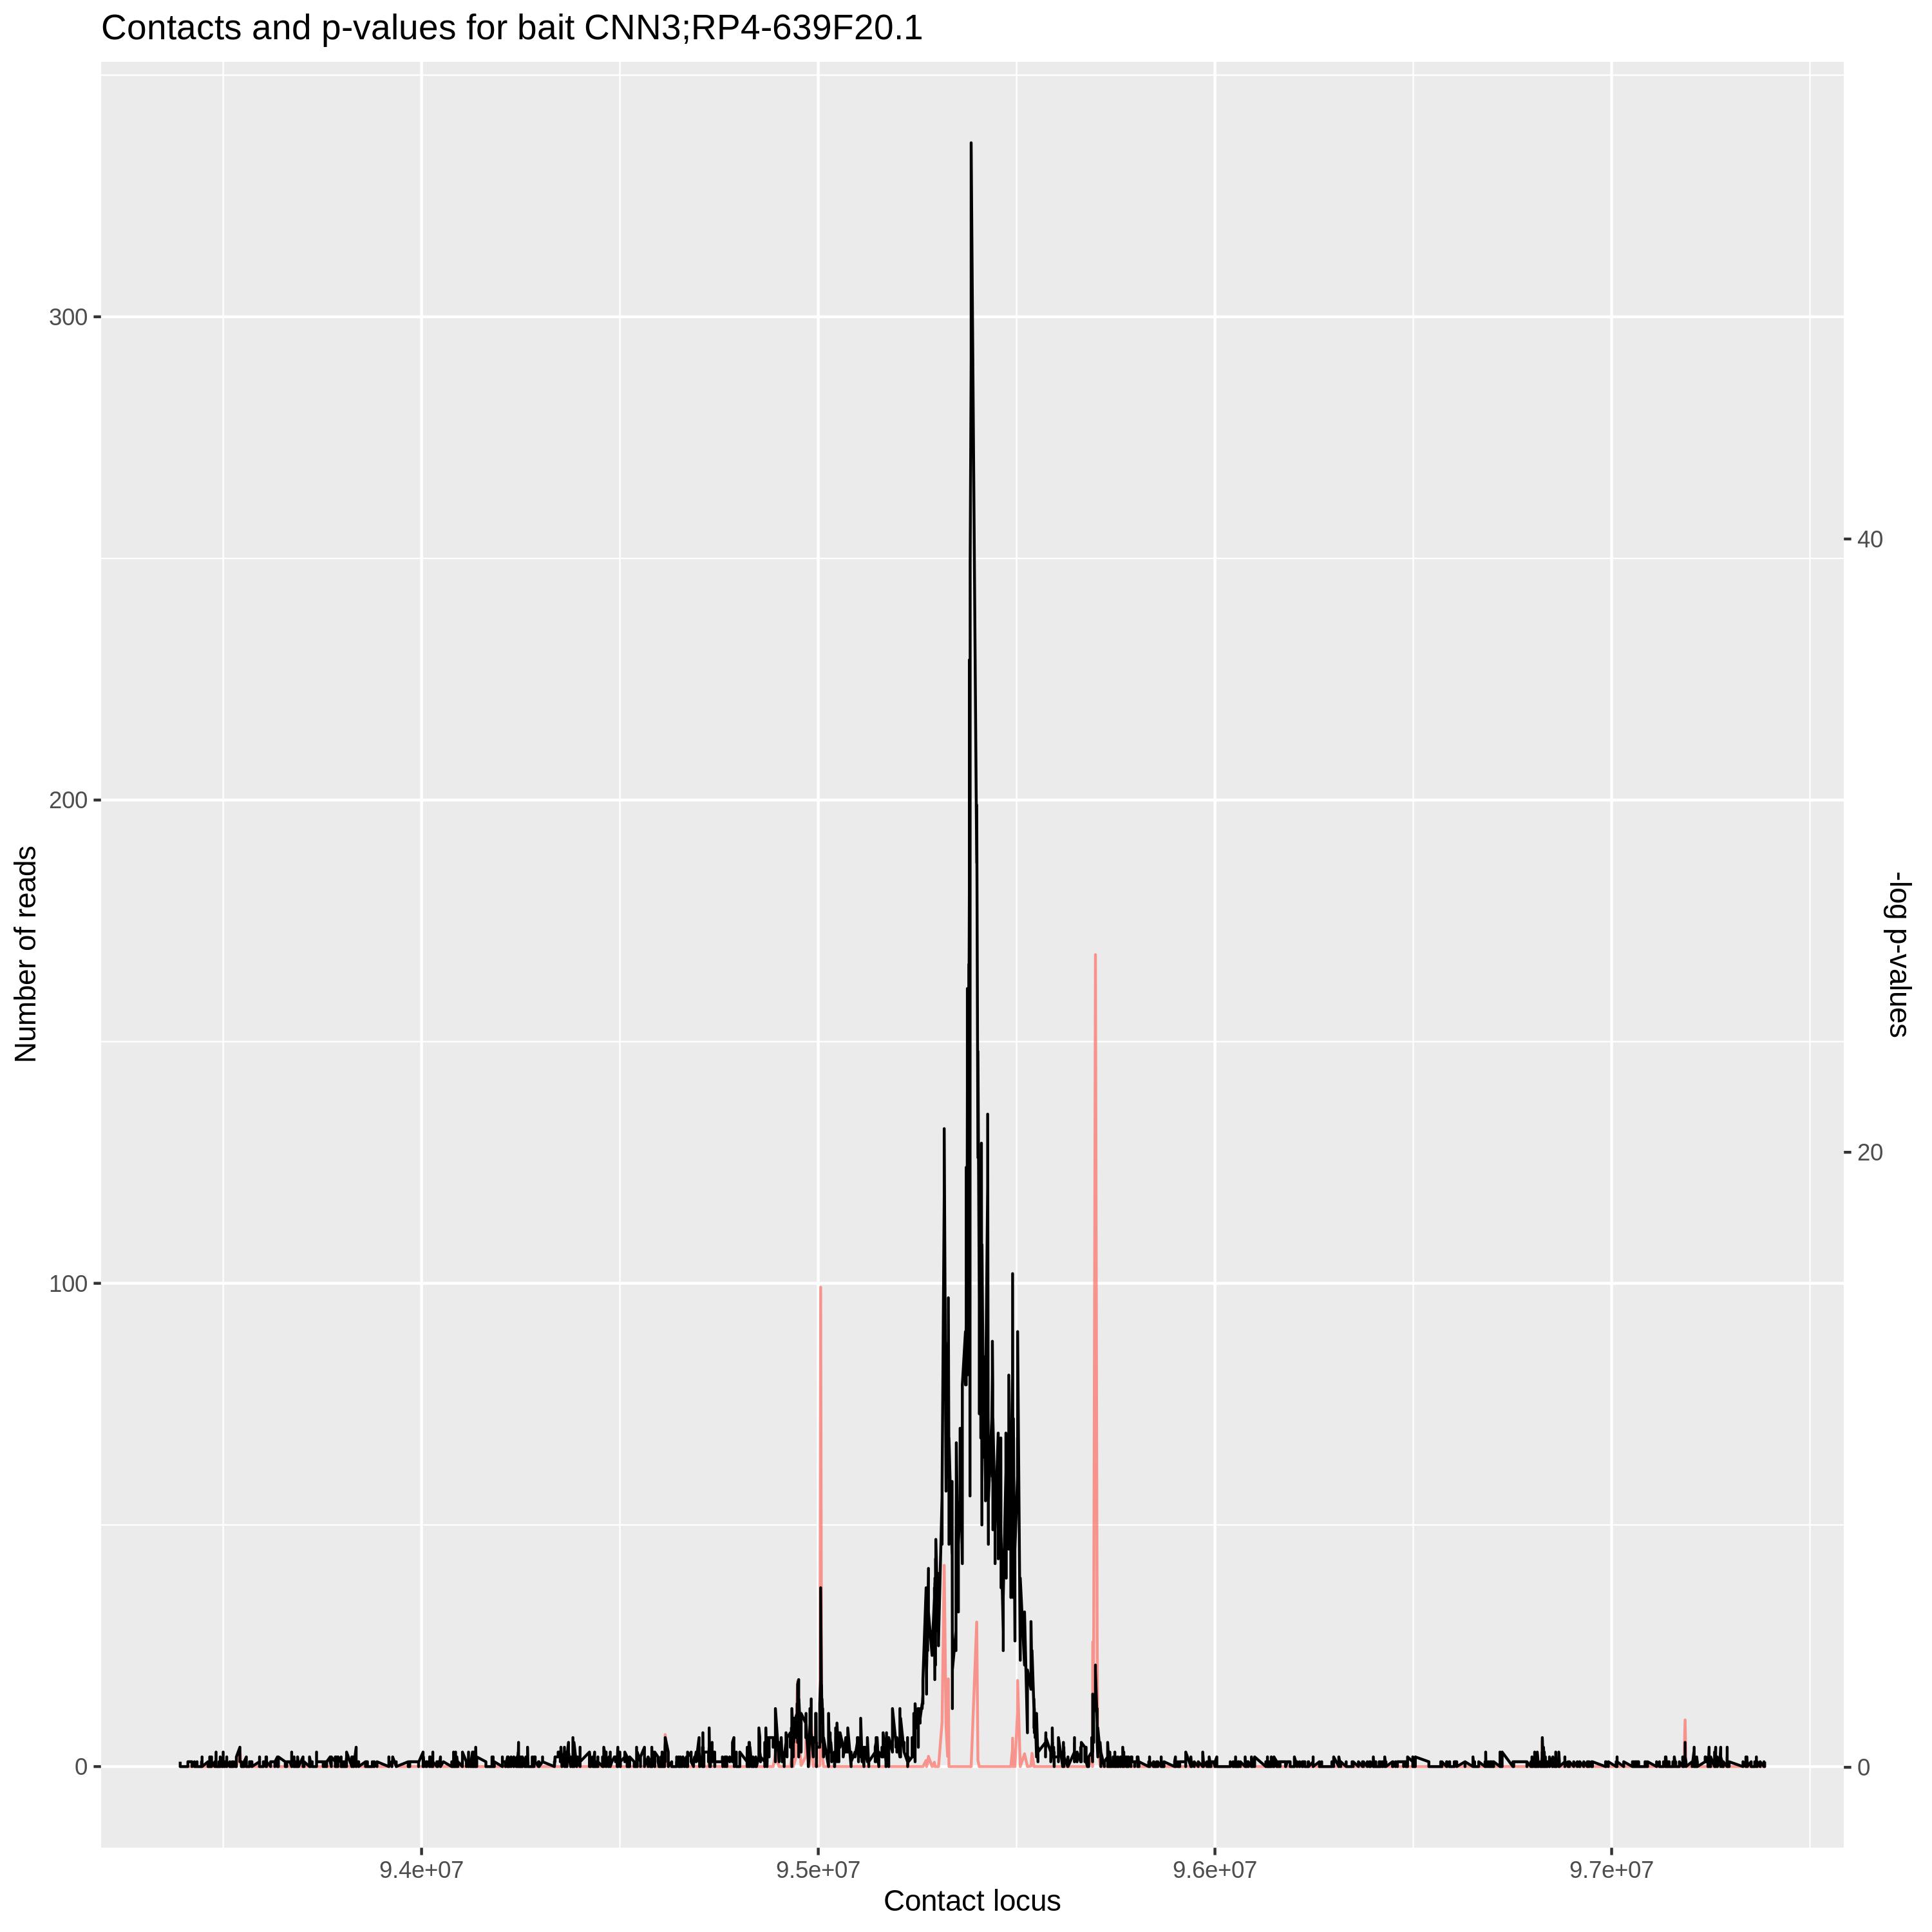 Contacts and p-values for bait CNN3;RP4-639F20.1
Number of reads
300
200
100
0
40
20
0
-log p-values
9.4e+07
9.5e+07
9.6e+07
9.7e+07
Contact locus